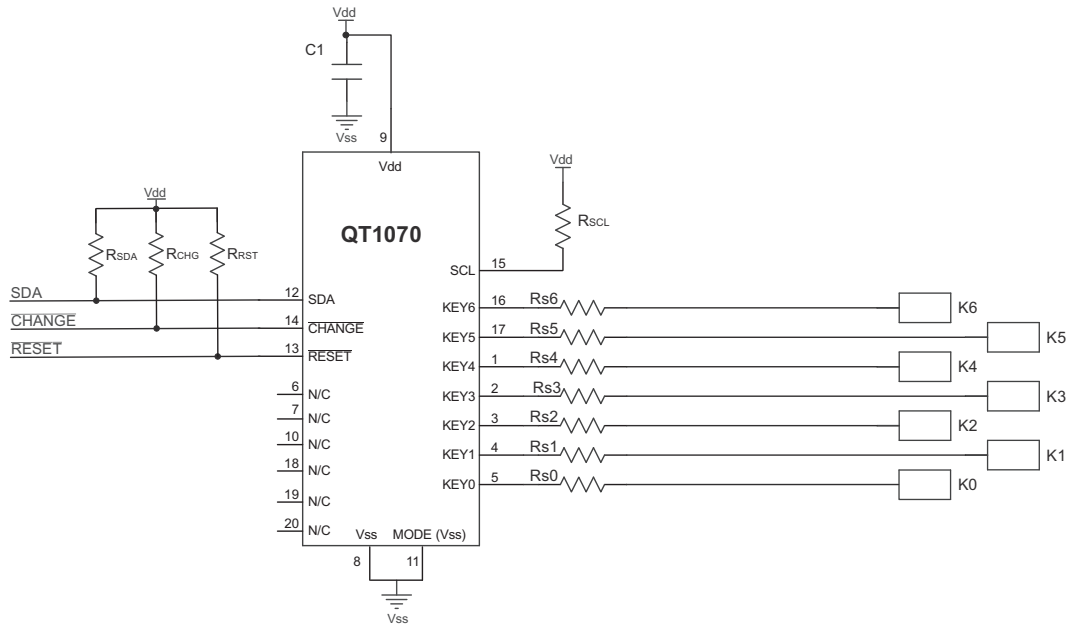 Vdd
C1
Vss
9
Vdd
QT1070
Vdd
RSDA
RCHG
RRST
Vdd
RSCL
SDA
12
SDA
CHANGE
14
CHANGE
RESET
13
RESET
6
N/C
7
N/C
10
N/C
18
N/C
19
N/C
20
N/C
SCL
15
KEY6
16
Rs6
K6
KEY5
17
Rs5
K5
KEY4
1
Rs4
K4
KEY3
2
Rs3
K3
KEY2
3
Rs2
K2
KEY1
4
Rs1
K1
KEY0
5
Rs0
K0
Vss
MODE (Vss)
8
11
Vss